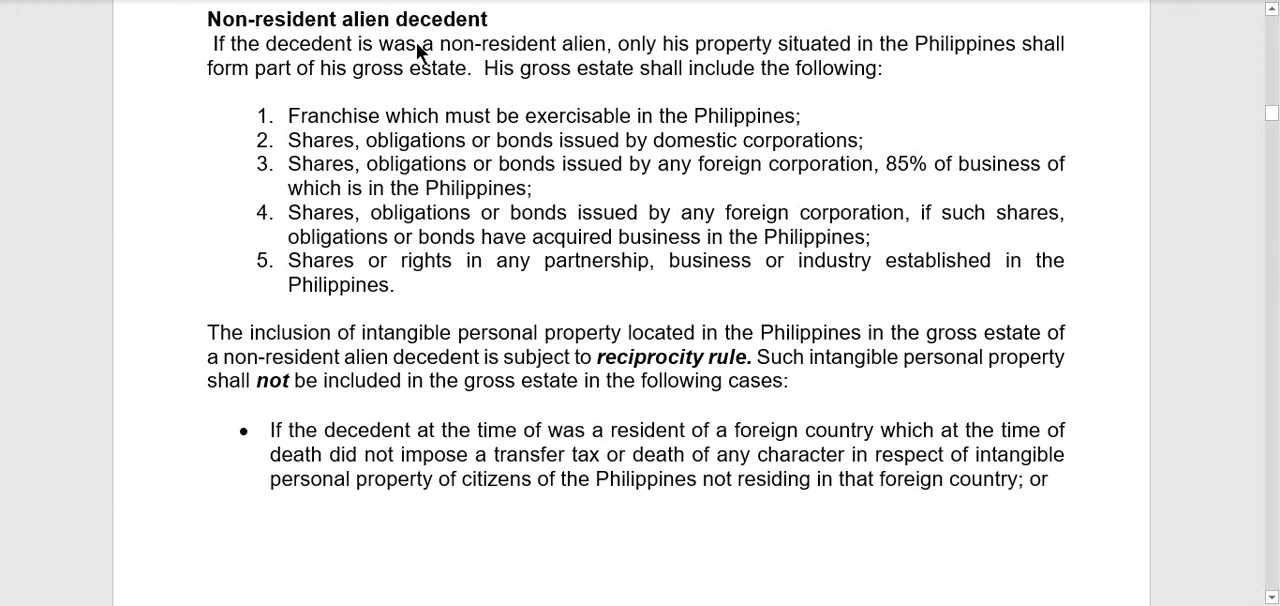 Non-resident alien decedent
If the decedent is was a non-resident alien, only his property situated in the Philippines shall
form part of his gross estate. His gross estate shall include the following:
1. Franchise which must be exercisable in the Philippines;
2. Shares, obligations or bonds issued by domestic corporations;
3. Shares, obligations or bonds issued by any foreign corporation, 85% of business of
which is in the Philippines;
4. Shares, obligations or bonds issued by any foreign corporation, if such shares,
obligations or bonds have acquired business in the Philippines;
5. Shares or rights in any partnership, business or industry established in the
Philippines.
The inclusion of intangible personal property located in the Philippines in the gross estate of
a non-resident alien decedent is subject to reciprocity rule. Such intangible personal property
shall not be included in the gross estate in the following cases:
• If the decedent at the time of was a resident of a foreign country which at the time of
death did not impose a transfer tax or death of any character in respect of intangible
personal property of citizens of the Philippines not residing in that foreign country; or